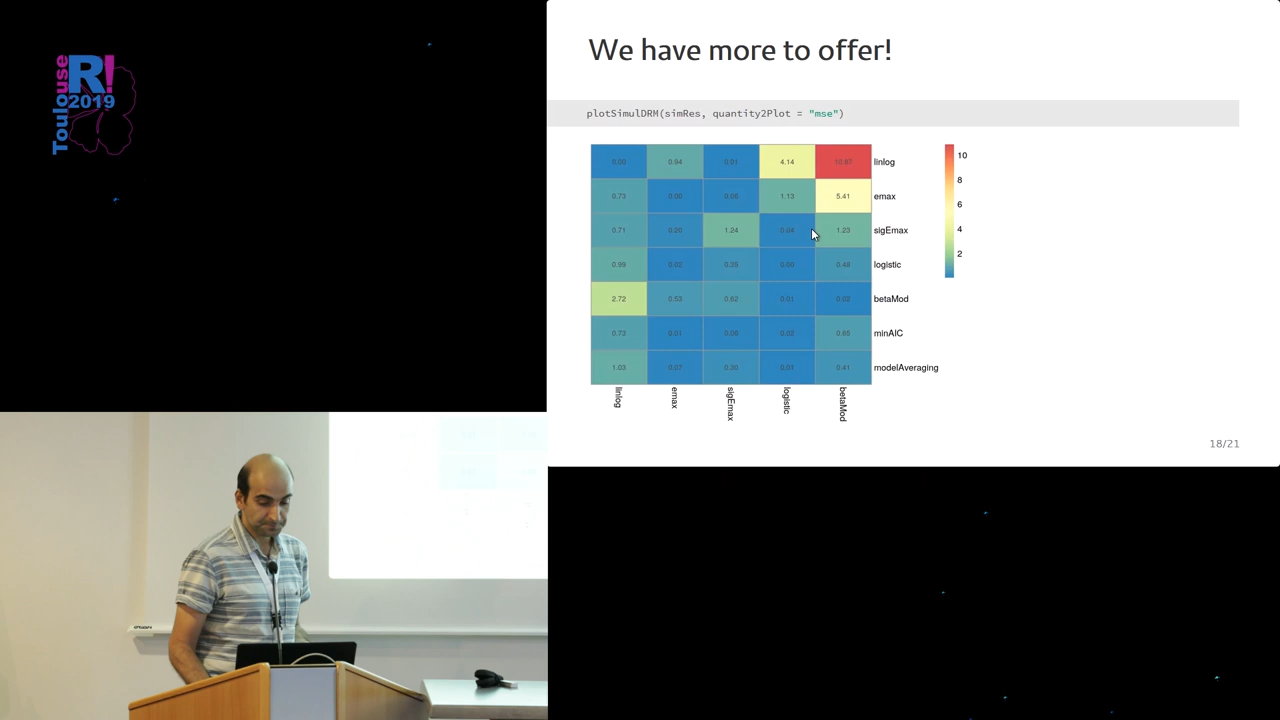 Toulouse
R!
2019
We have more to offer!
plotSimulDRM(simRes, quantity2Plot = "mse")
0.00 0.94 0.01 4.14 10.87 linlog
0.73 0.00 0.06 1.13 5.41 emax
0.71 0.20 1.24 0.04 1.23 sigEmax
0.99 0.02 0.35 0.00 0.48 logistic
2.72 0.53 0.62 0.01 0.02 betaMod
0.73 0.01 0.06 0.02 0.65 minAIC
1.03 0.07 0.30 0.01 0.41 modelAveraging
linlog emax sigEmax logistic betaMod
10
8
6
4
2
18/21